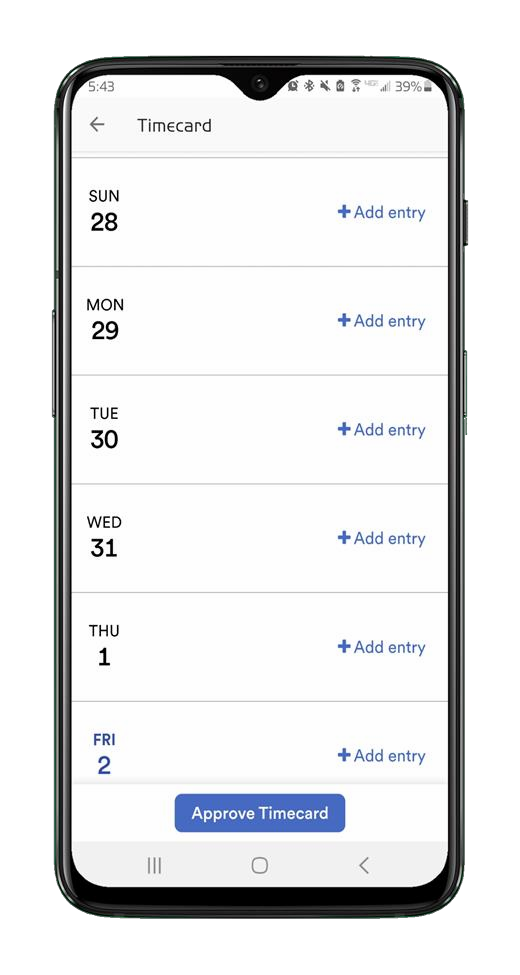 5:43
39%
Timecard
SUN
28
+ Add entry
MON
29
+ Add entry
TUE
30
+ Add entry
WED
31
+ Add entry
THU
1
+ Add entry
FRI
2
+ Add entry
Approve Timecard